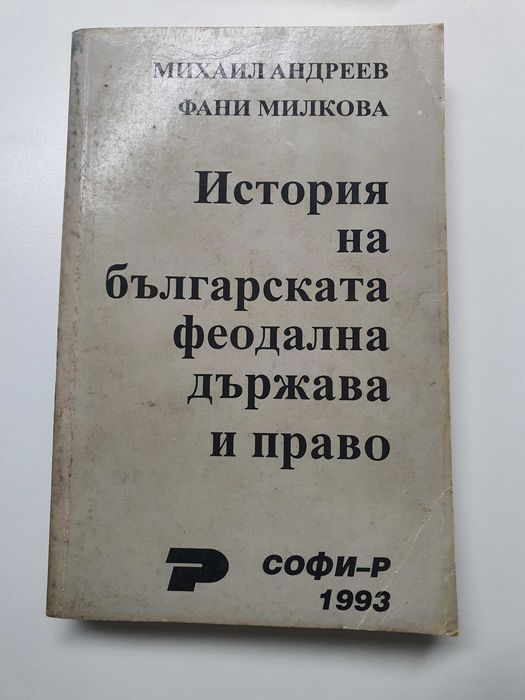 МИХАИЛ АНДРЕЕВ
ФАНИ МИЛКОВА
История
на
българската
феодална
държава
и право
Р СОФИ–Р
1993